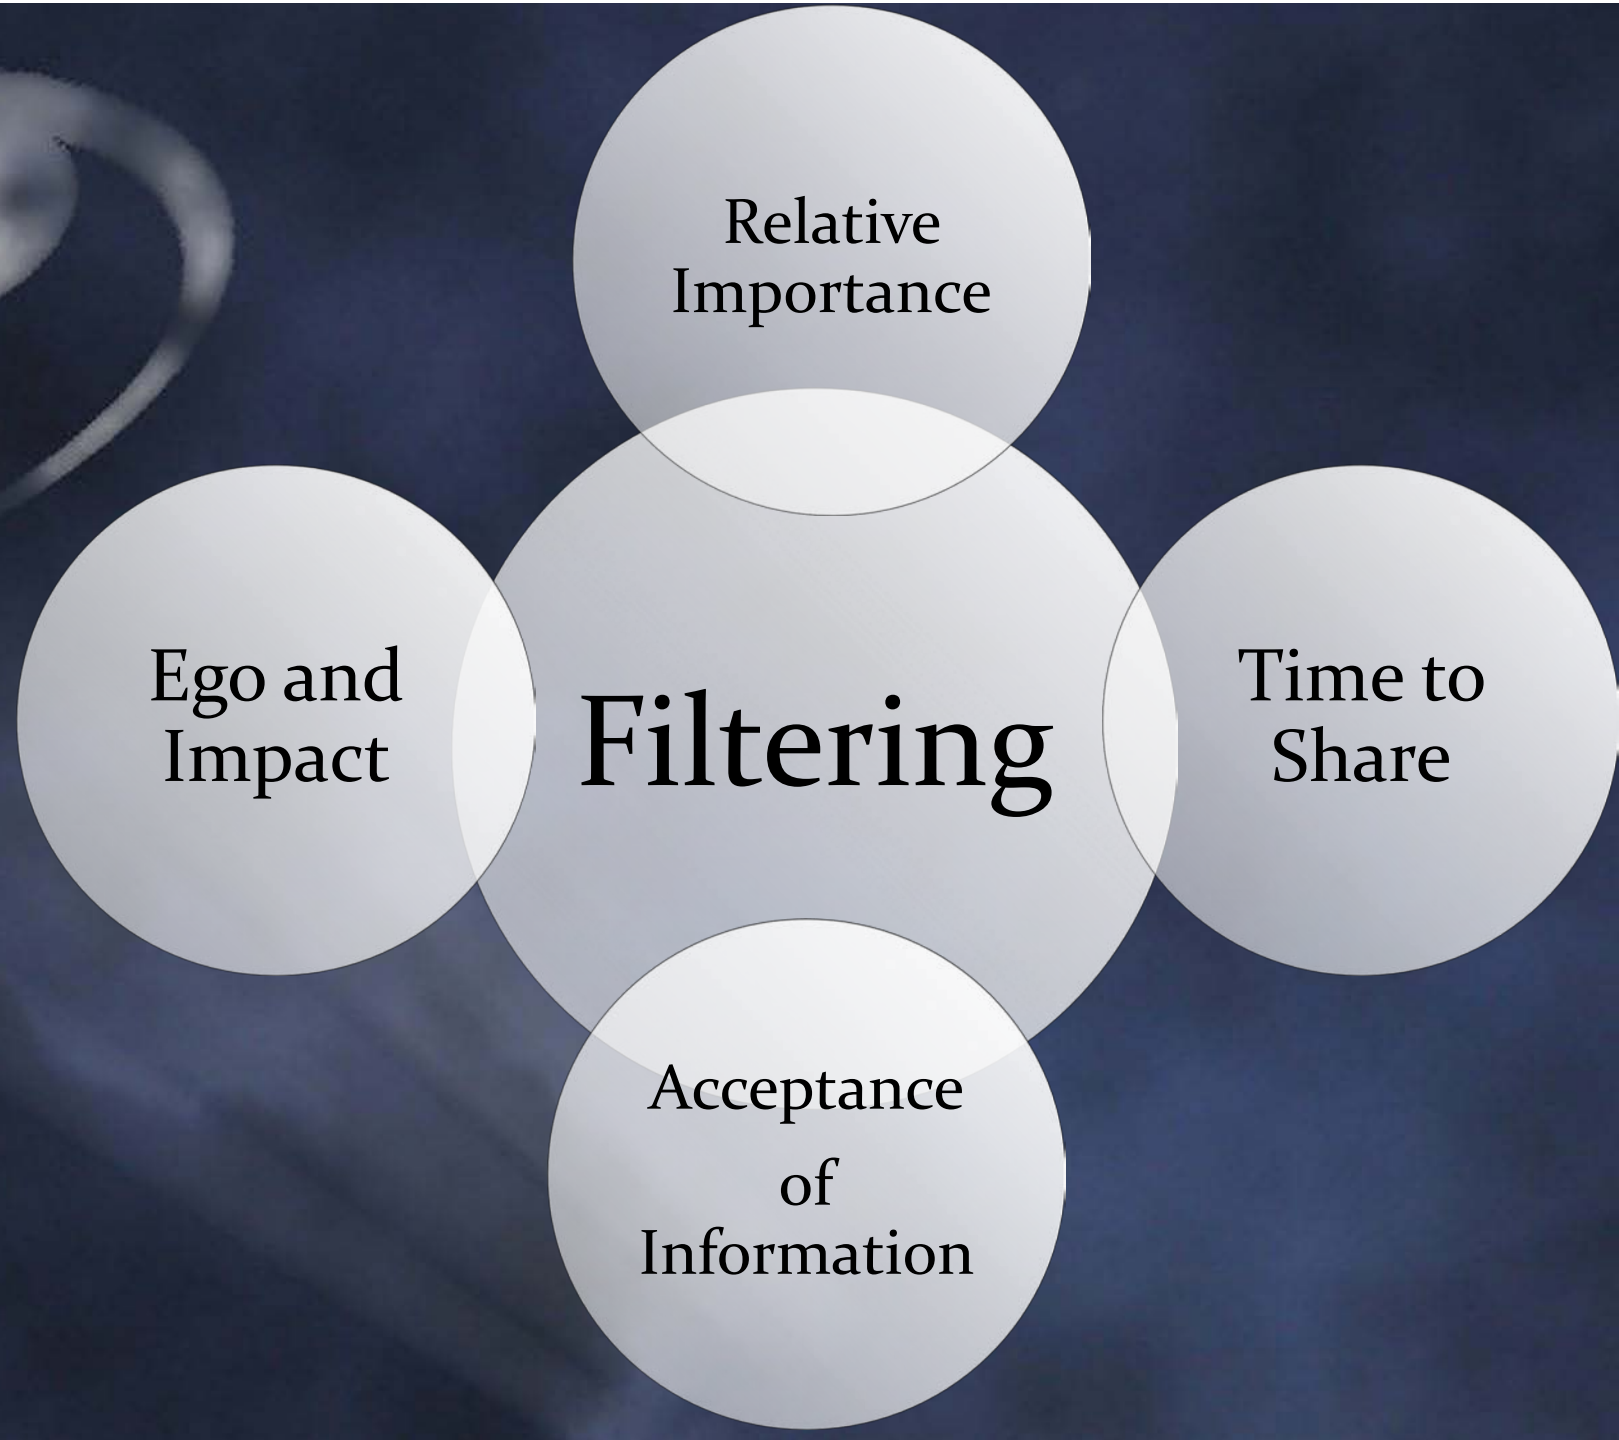 Relative
Importance
Ego and
Impact
Filtering
Time to
Share
Acceptance
of
Information